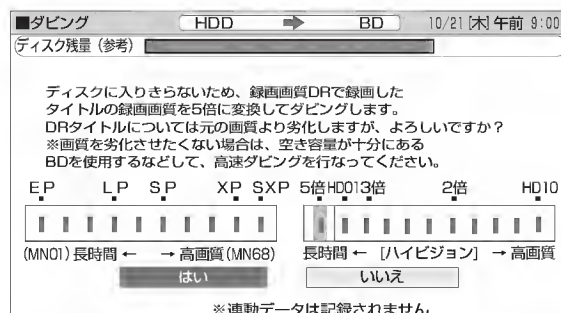 ■ダビング HDD ➡ BD 10/21[木]午前 9:00
ディスク残量(参考)
ディスクに入りきらないため、録画画質DRで録画した
タイトルの録画画質を5倍に変換してダビングします。
DRタイトルについては元の画質より劣化しますが、よろしいですか?
※画質を劣化させたくない場合は、空き容量が十分にある
BDを使用するなどして、高速ダビングを行なってください。
EP LP SP XP SXP 5倍 HD01 3倍 2倍 HD10
(MN01) 長時間 ← → 高画質 (MN68) 長時間 ← [ハイビジョン] → 高画質
はい いいえ
※連動データは記録されません